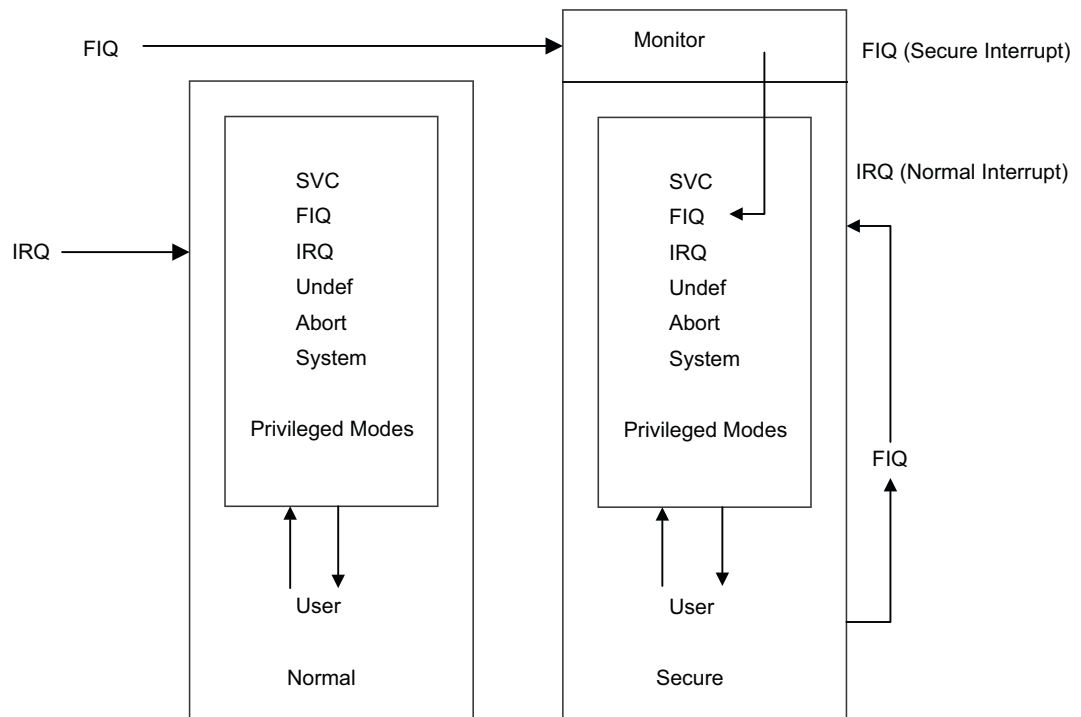 FIQ
Monitor
FIQ (Secure Interrupt)
IRQ (Normal Interrupt)
IRQ
SVC
FIQ
IRQ
Undef
Abort
System
Privileged Modes
User
Normal
SVC
FIQ
IRQ
Undef
Abort
System
Privileged Modes
User
Secure
FIQ